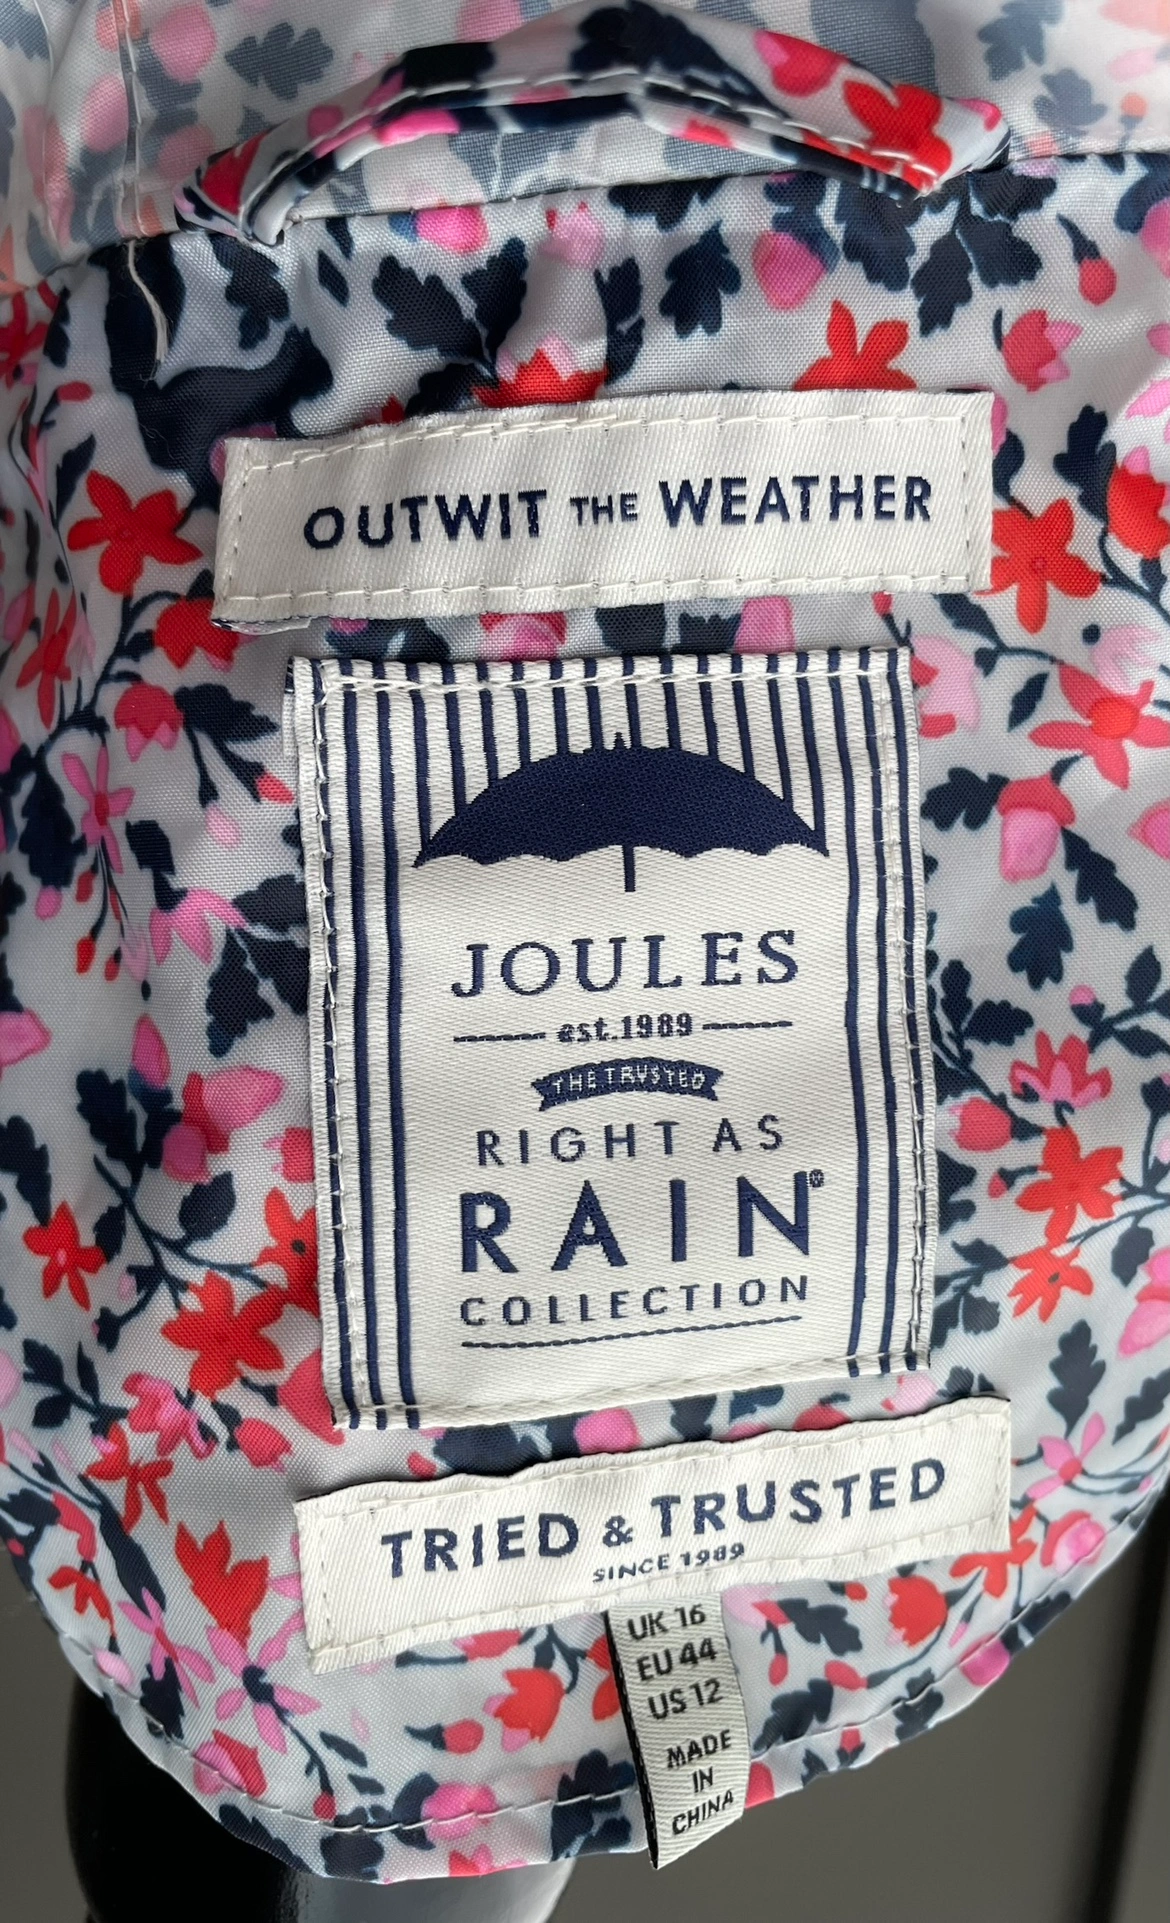 OUTWIT THE WEATHER
JOULES
est.1989
THE TRUSTED
RIGHT AS
RAIN®
COLLECTION
TRIED & TRUSTED
SINCE 1989
UK 16
EU 44
US 12
MADE
IN
CHINA